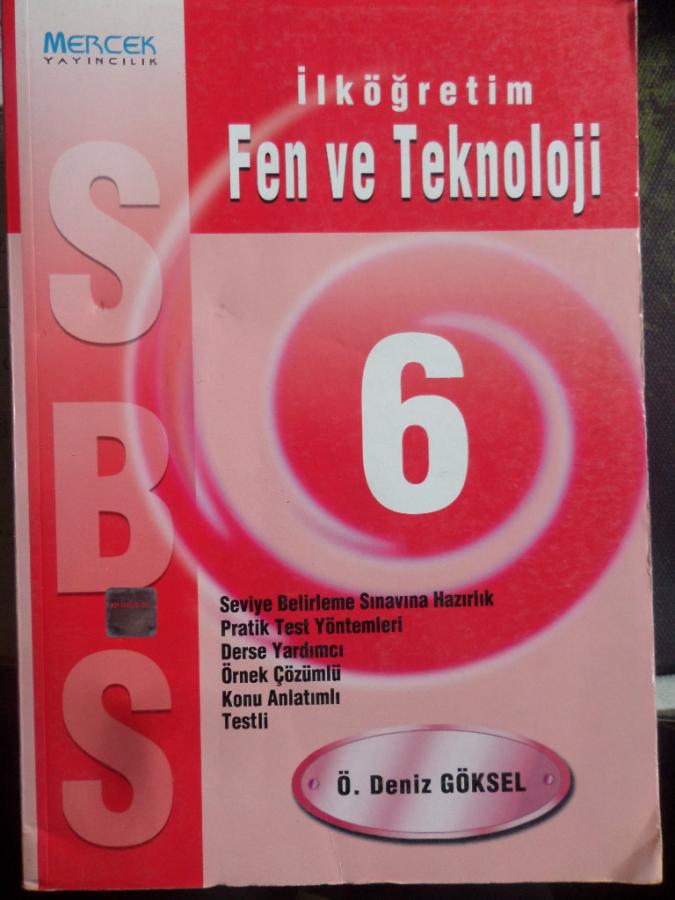 MERCEK
YAYINCILIK
İlköğretim
Fen ve Teknoloji
SBS
6
Seviye Belirleme Sınavına Hazırlık
Pratik Test Yöntemleri
Derse Yardımcı
Örnek Çözümlü
Konu Anlatımlı
Testli
Ö. Deniz GÖKSEL